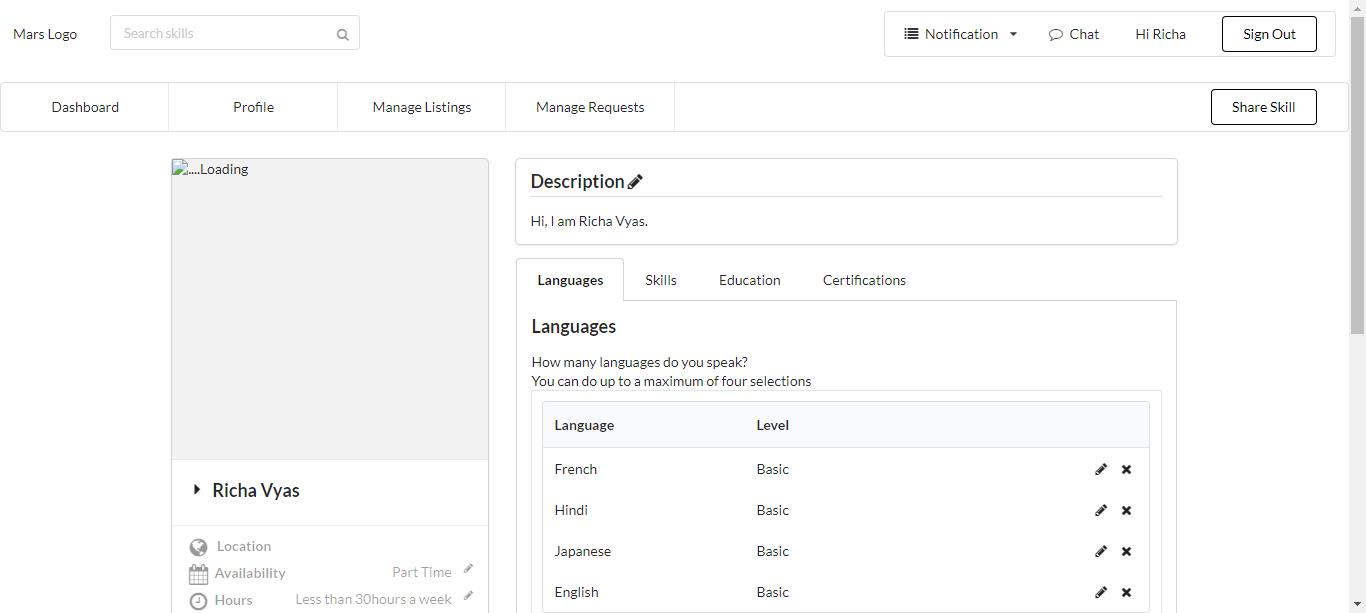 Mars Logo
Search skills
Notification
Chat
Hi Richa
Sign Out
Dashboard
Profile
Manage Listings
Manage Requests
Share Skill
....Loading
Richa Vyas
Location
Availability
Part Time
Hours
Less than 30hours a week
Description
Hi, I am Richa Vyas.
Languages
Skills
Education
Certifications
Languages
How many languages do you speak?
You can do up to a maximum of four selections
Language Level
French Basic
Hindi Basic
Japanese Basic
English Basic